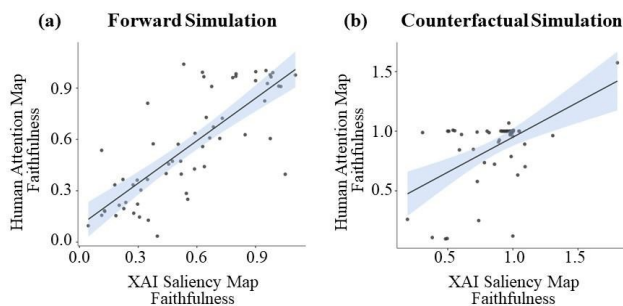 (a) Forward Simulation
Human Attention Map
Faithfulness
0.9
0.6
0.3
0.0
0.0 0.3 0.6 0.9
XAI Saliency Map
Faithfulness
(b) Counterfactual Simulation
Human Attention Map
Faithfulness
1.5
1.0
0.5
0.5 1.0 1.5
XAI Saliency Map
Faithfulness